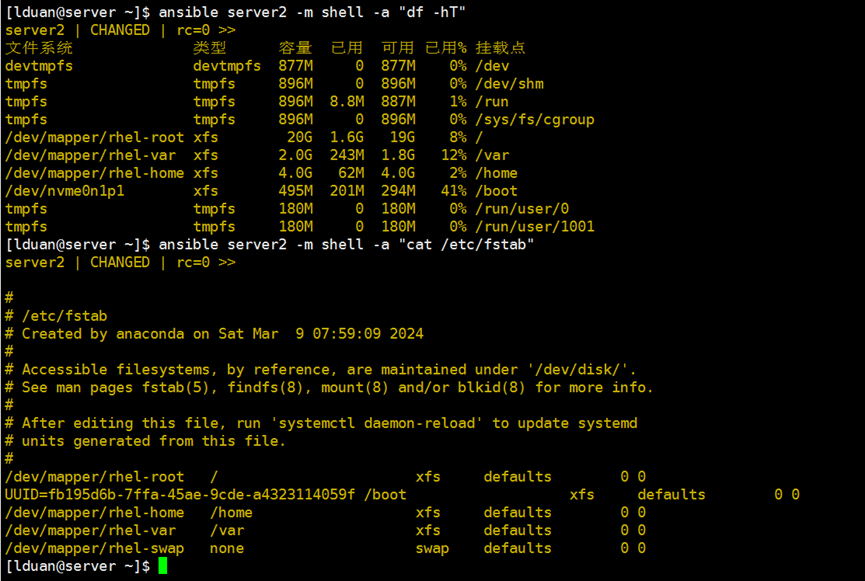 [lduan@server ~]$ ansible server2 -m shell -a "df -hT"
server2 | CHANGED | rc=0 >>
文件系统 类型 容量 已用 可用 已用% 挂载点
devtmpfs devtmpfs 877M 0 877M 0% /dev
tmpfs tmpfs 896M 0 896M 0% /dev/shm
tmpfs tmpfs 896M 8.8M 887M 1% /run
tmpfs tmpfs 896M 0 896M 0% /sys/fs/cgroup
/dev/mapper/rhel-root xfs 20G 1.6G 19G 8% /
/dev/mapper/rhel-var xfs 2.0G 243M 1.8G 12% /var
/dev/mapper/rhel-home xfs 4.0G 62M 4.0G 2% /home
/dev/nvme0n1p1 xfs 495M 201M 294M 41% /boot
tmpfs tmpfs 180M 0 180M 0% /run/user/0
tmpfs tmpfs 180M 0 180M 0% /run/user/1001
[lduan@server ~]$ ansible server2 -m shell -a "cat /etc/fstab"
server2 | CHANGED | rc=0 >>
#
# /etc/fstab
# Created by anaconda on Sat Mar  9 07:59:09 2024
#
# Accessible filesystems, by reference, are maintained under '/dev/disk/'.
# See man pages fstab(5), findfs(8), mount(8) and/or blkid(8) for more info.
#
# After editing this file, run 'systemctl daemon-reload' to update systemd
# units generated from this file.
#
/dev/mapper/rhel-root / xfs defaults 0 0
UUID=fb195d6b-7ffa-45ae-9cde-a4323114059f /boot xfs defaults 0 0
/dev/mapper/rhel-home /home xfs defaults 0 0
/dev/mapper/rhel-var /var xfs defaults 0 0
/dev/mapper/rhel-swap none swap defaults 0 0
[lduan@server ~]$